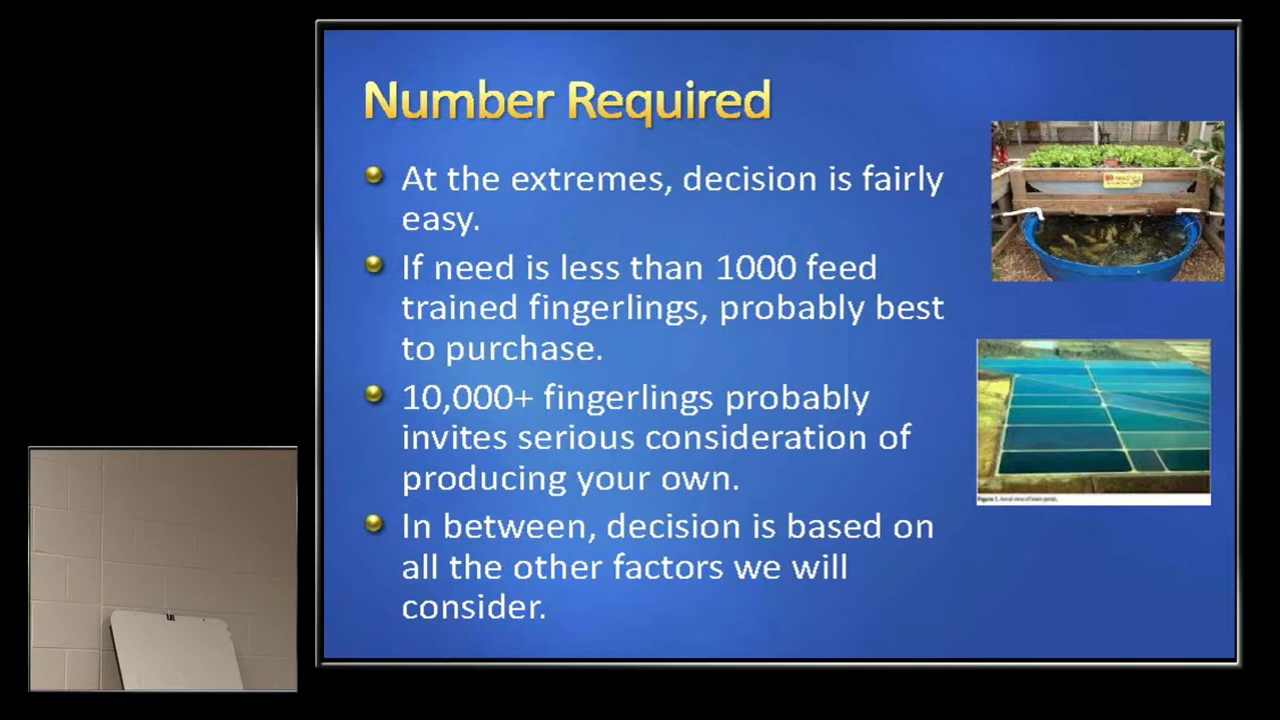 Number Required
At the extremes, decision is fairly
easy.
If need is less than 1000 feed
trained fingerlings, probably best
to purchase.
10,000+ fingerlings probably
invites serious consideration of
producing your own.
In between, decision is based on
all the other factors we will
consider.